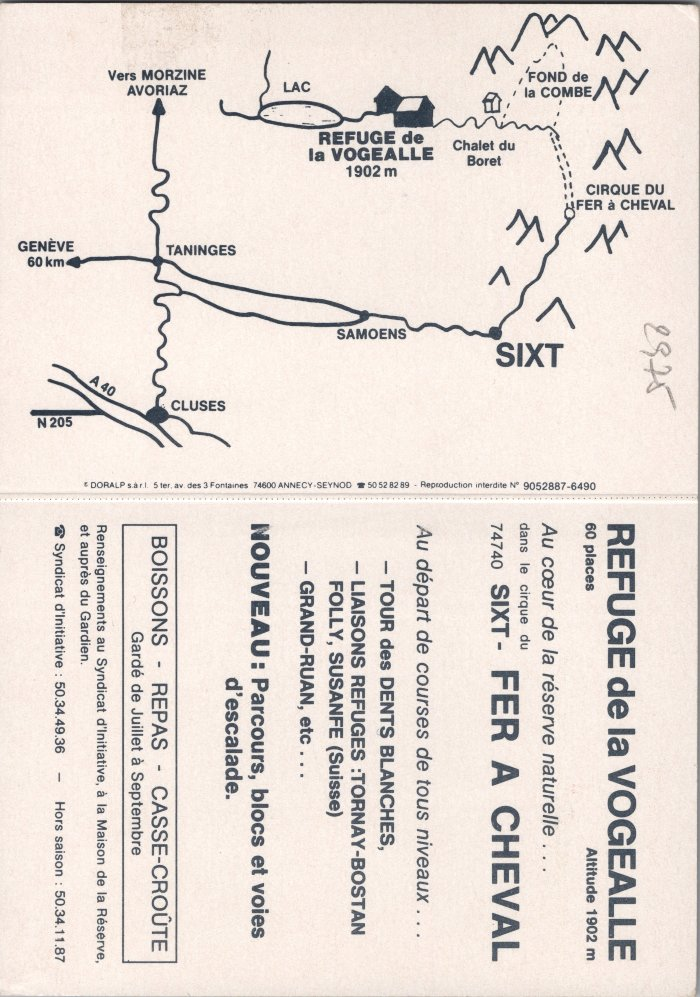 Vers MORZINE
AVORIAZ
LAC
REFUGE de
la VOGEALLE
1902 m
Chalet du
Boret
FOND de
la COMBE
CIRQUE DU
FER à CHEVAL
GENÈVE
60 km
TANINGES
SAMOENS
SIXT
A 40
N 205
CLUSES
2975
© DORALP s.à r.l. 5 ter, av. des 3 Fontaines 74600 ANNECY-SEYNOD ☎ 50 52 82 89 - Reproduction interdite N° 9052887-6490
REFUGE de la VOGEALLE
60 places Altitude 1902 m
Au cœur de la réserve naturelle . . .
dans le cirque du
74740 SIXT - FER A CHEVAL
Au départ de courses de tous niveaux . . .
– TOUR des DENTS BLANCHES,
– LIAISONS REFUGES :TORNAY-BOSTAN
FOLLY, SUSANFE (Suisse)
– GRAND-RUAN, etc . . .
NOUVEAU : Parcours, blocs et voies
d'escalade.
BOISSONS - REPAS - CASSE-CROÛTE
Gardé de Juillet à Septembre
Renseignements au Syndicat d'Initiative, à la Maison de la Réserve,
et auprès du Gardien.
☎ Syndicat d'Initiative : 50.34.49.36 – Hors saison : 50.34.11.87